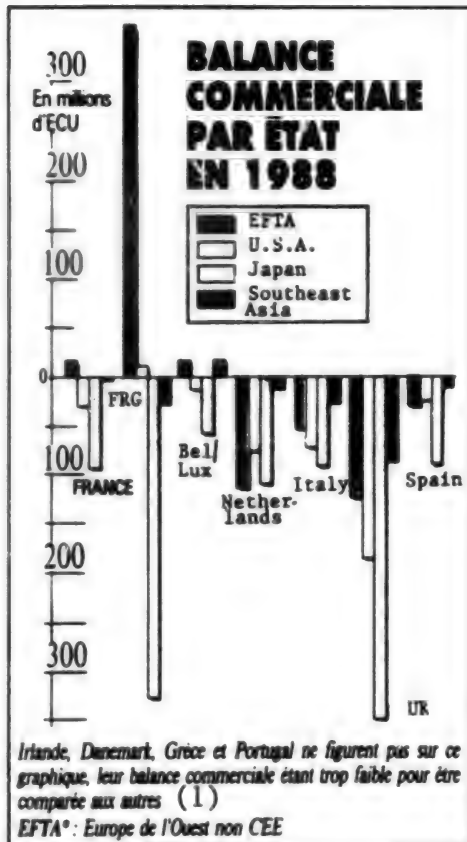 BALANCE
COMMERCIALE
PAR ÉTAT
EN 1988
300
En millions
d'ECU
200
100
0
100
200
300
EFTA
U.S.A.
Japan
Southeast
Asia
FRANCE
FRG
Bel/
Lux
Nether-
lands
Italy
UK
Spain
Irlande, Danemark, Grèce et Portugal ne figurent pas sur ce
graphique, leur balance commerciale étant trop faible pour être
comparée aux autres (1)
EFTA* : Europe de l'Ouest non CEE